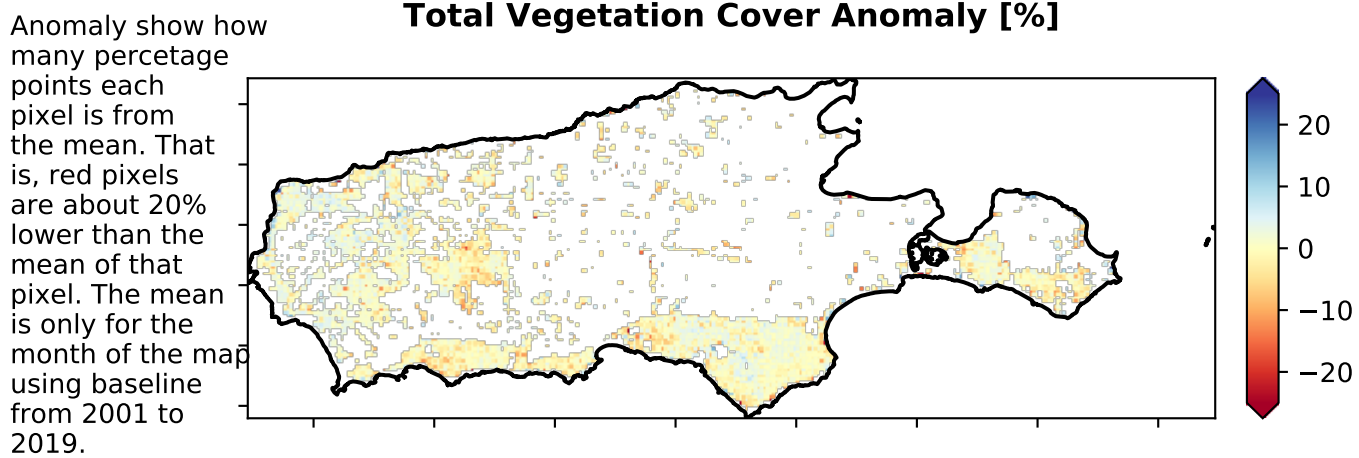 Total Vegetation Cover Anomaly [%]
Anomaly show how
many percetage
points each
pixel is from
the mean. That
is, red pixels
are about 20%
lower than the
mean of that
pixel. The mean
is only for the
month of the map
using baseline
from 2001 to
2019.
20
10
0
−10
−20